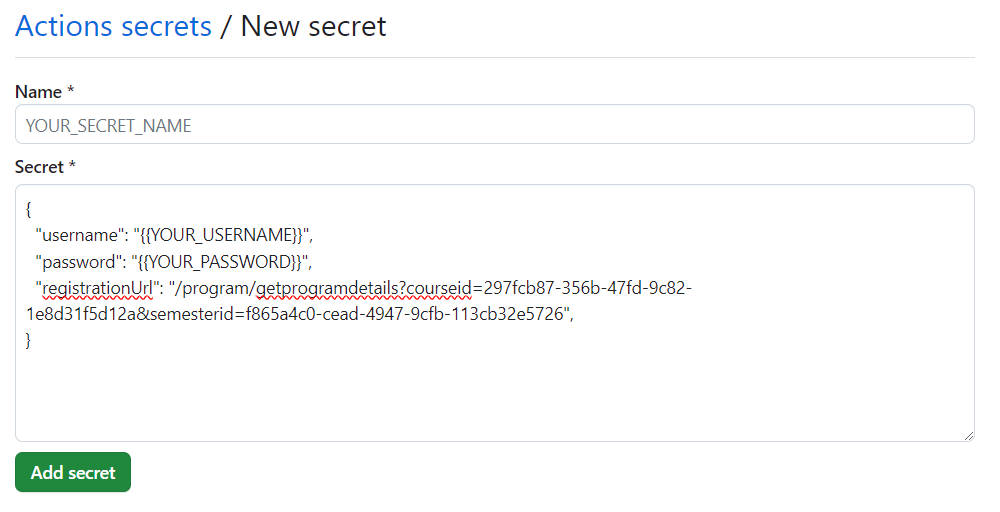 Actions secrets / New secret
Name *
YOUR_SECRET_NAME
Secret *
{
"username": "{{YOUR_USERNAME}}",
"password": "{{YOUR_PASSWORD}}",
"registrationUrl": "/program/getprogramdetails?courseid=297fcb87-356b-47fd-9c82-
1e8d31f5d12a&semesterid=f865a4c0-cead-4947-9cfb-113cb32e5726",
}
Add secret